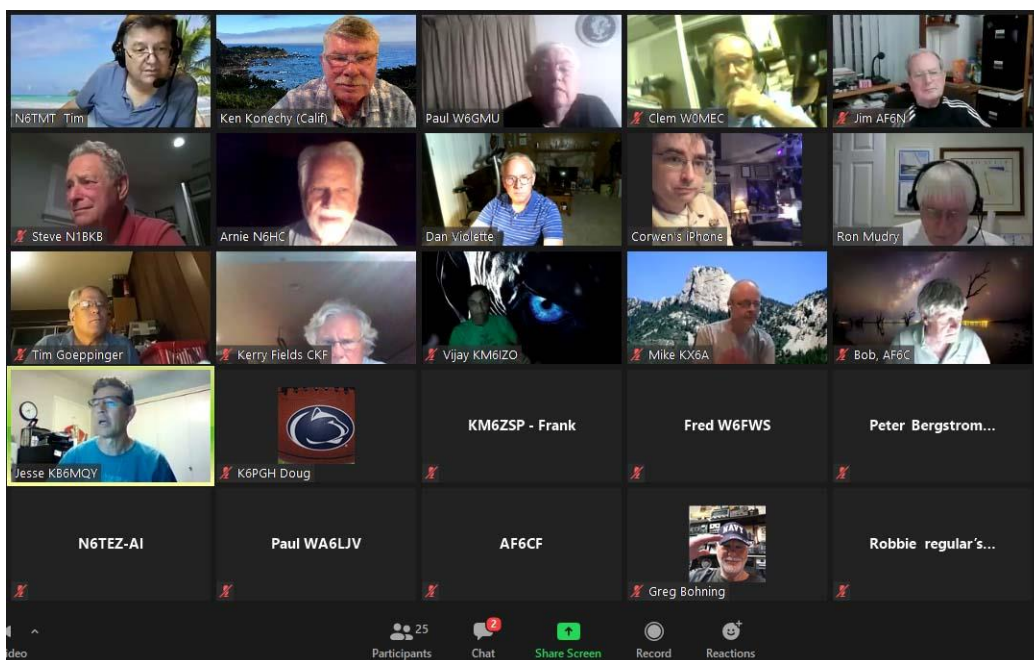 N6TMT Tim
Ken Konechy (Calif)
Paul W6GMU
Clem W0MEC
Jim AF6N
Steve N1BKB
Arnie N6HC
Dan Violette
Corwen's iPhone
Ron Mudry
Tim Goeppinger
Kerry Fields CKF
Vijay KM6IZO
Mike KX6A
Bob, AF6C
Jesse KB6MQY
K6PGH Doug
KM6ZSP - Frank
Fred W6FWS
Peter Bergstrom...
N6TEZ-AI
Paul WA6LJV
AF6CF
NAVY
Greg Bohning
Robbie regular's...
ideo
25
Participants
2
Chat
Share Screen
Record
Reactions